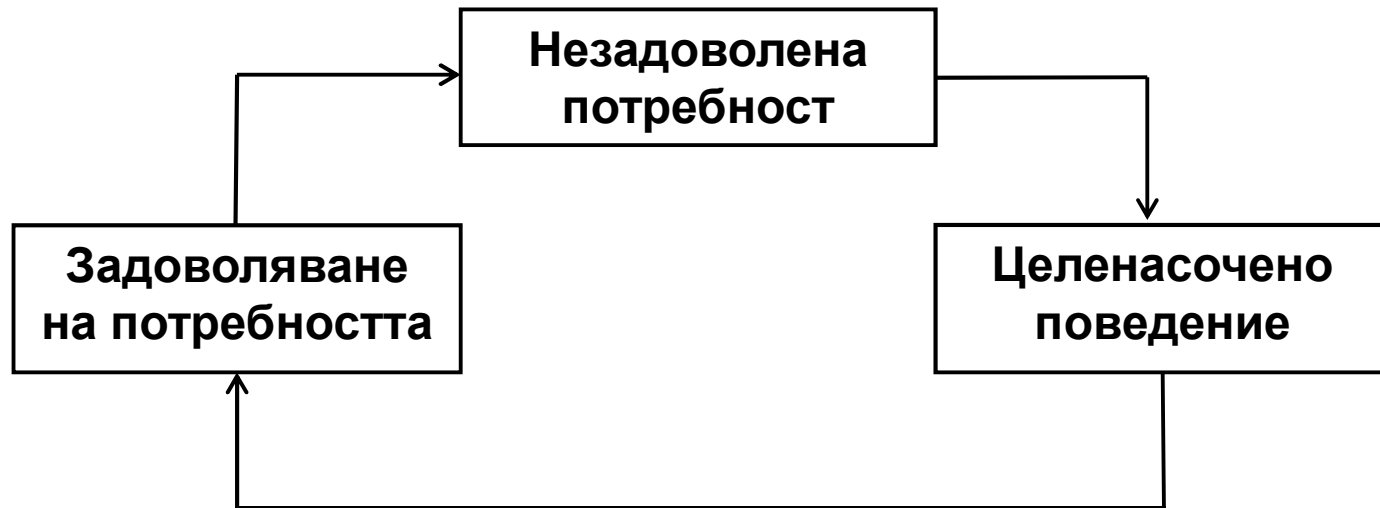 Незадоволена
потребност
Задоволяване
на потребността
Целенасочено
поведение